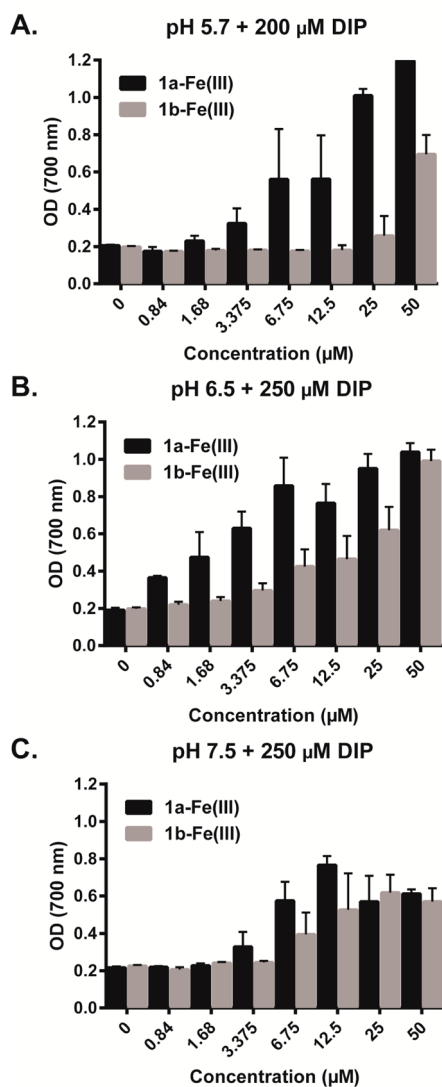 A.
pH 5.7 + 200 µM DIP
1a-Fe(III)
1b-Fe(III)
OD (700 nm)
1.2
1.0
0.8
0.6
0.4
0.2
0.0
0 0.84 1.68 3.375 6.75 12.5 25 50
Concentration (µM)
B.
pH 6.5 + 250 µM DIP
1a-Fe(III)
1b-Fe(III)
OD (700 nm)
1.2
1.0
0.8
0.6
0.4
0.2
0.0
0 0.84 1.68 3.375 6.75 12.5 25 50
Concentration (µM)
C.
pH 7.5 + 250 µM DIP
1a-Fe(III)
1b-Fe(III)
OD (700 nm)
1.2
1.0
0.8
0.6
0.4
0.2
0.0
0 0.84 1.68 3.375 6.75 12.5 25 50
Concentration (µM)